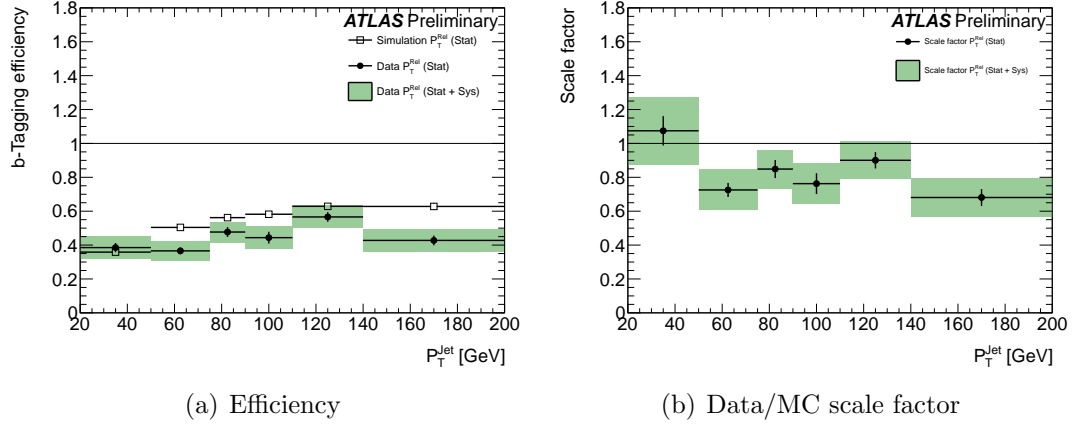 ATLAS Preliminary
Simulation P_T^Rel (Stat)
Data P_T^Rel (Stat)
Data P_T^Rel (Stat + Sys)
b-Tagging efficiency
1.8
1.6
1.4
1.2
1
0.8
0.6
0.4
0.2
0
20 40 60 80 100 120 140 160 180 200
P_T^Jet [GeV]
(a) Efficiency
ATLAS Preliminary
Scale factor P_T^Rel (Stat)
Scale factor P_T^Rel (Stat + Sys)
Scale factor
1.8
1.6
1.4
1.2
1
0.8
0.6
0.4
0.2
0
20 40 60 80 100 120 140 160 180 200
P_T^Jet [GeV]
(b) Data/MC scale factor